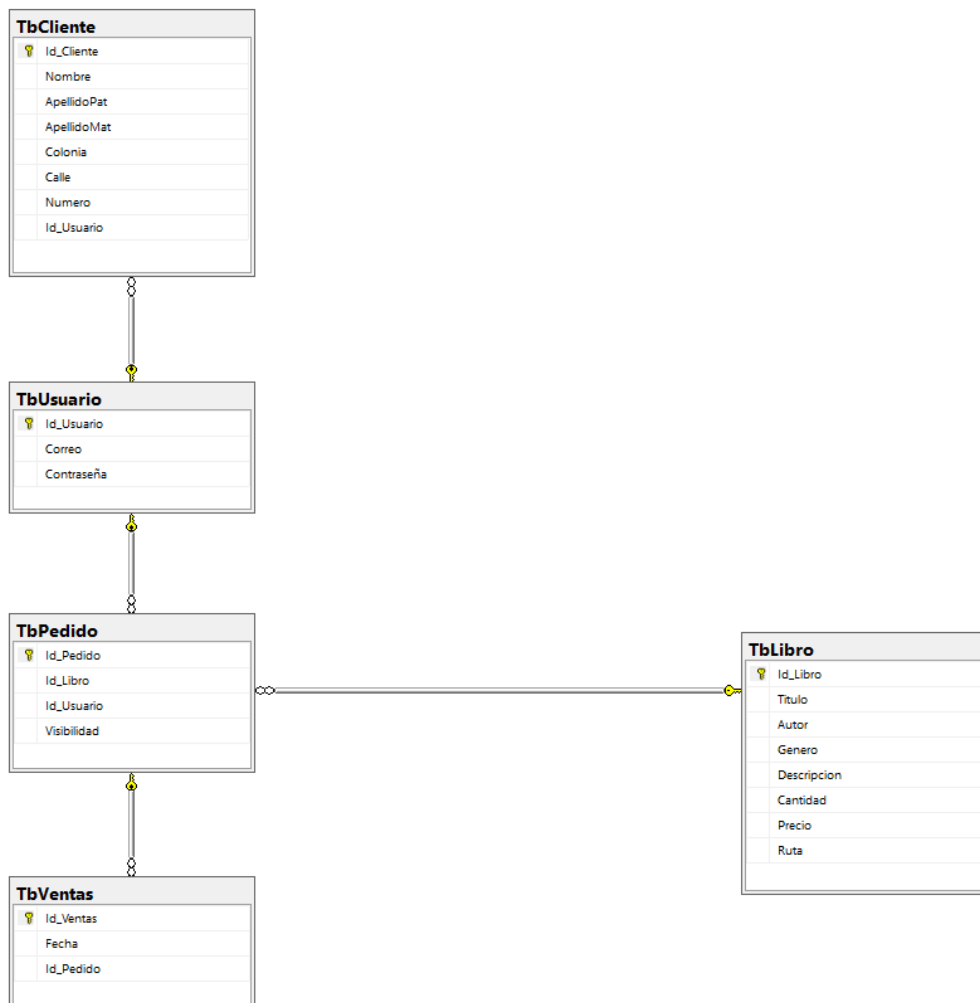 TbCliente
Id_Cliente
Nombre
ApellidoPat
ApellidoMat
Colonia
Calle
Numero
Id_Usuario
TbUsuario
Id_Usuario
Correo
Contraseña
TbPedido
Id_Pedido
Id_Libro
Id_Usuario
Visibilidad
TbLibro
Id_Libro
Titulo
Autor
Genero
Descripcion
Cantidad
Precio
Ruta
TbVentas
Id_Ventas
Fecha
Id_Pedido